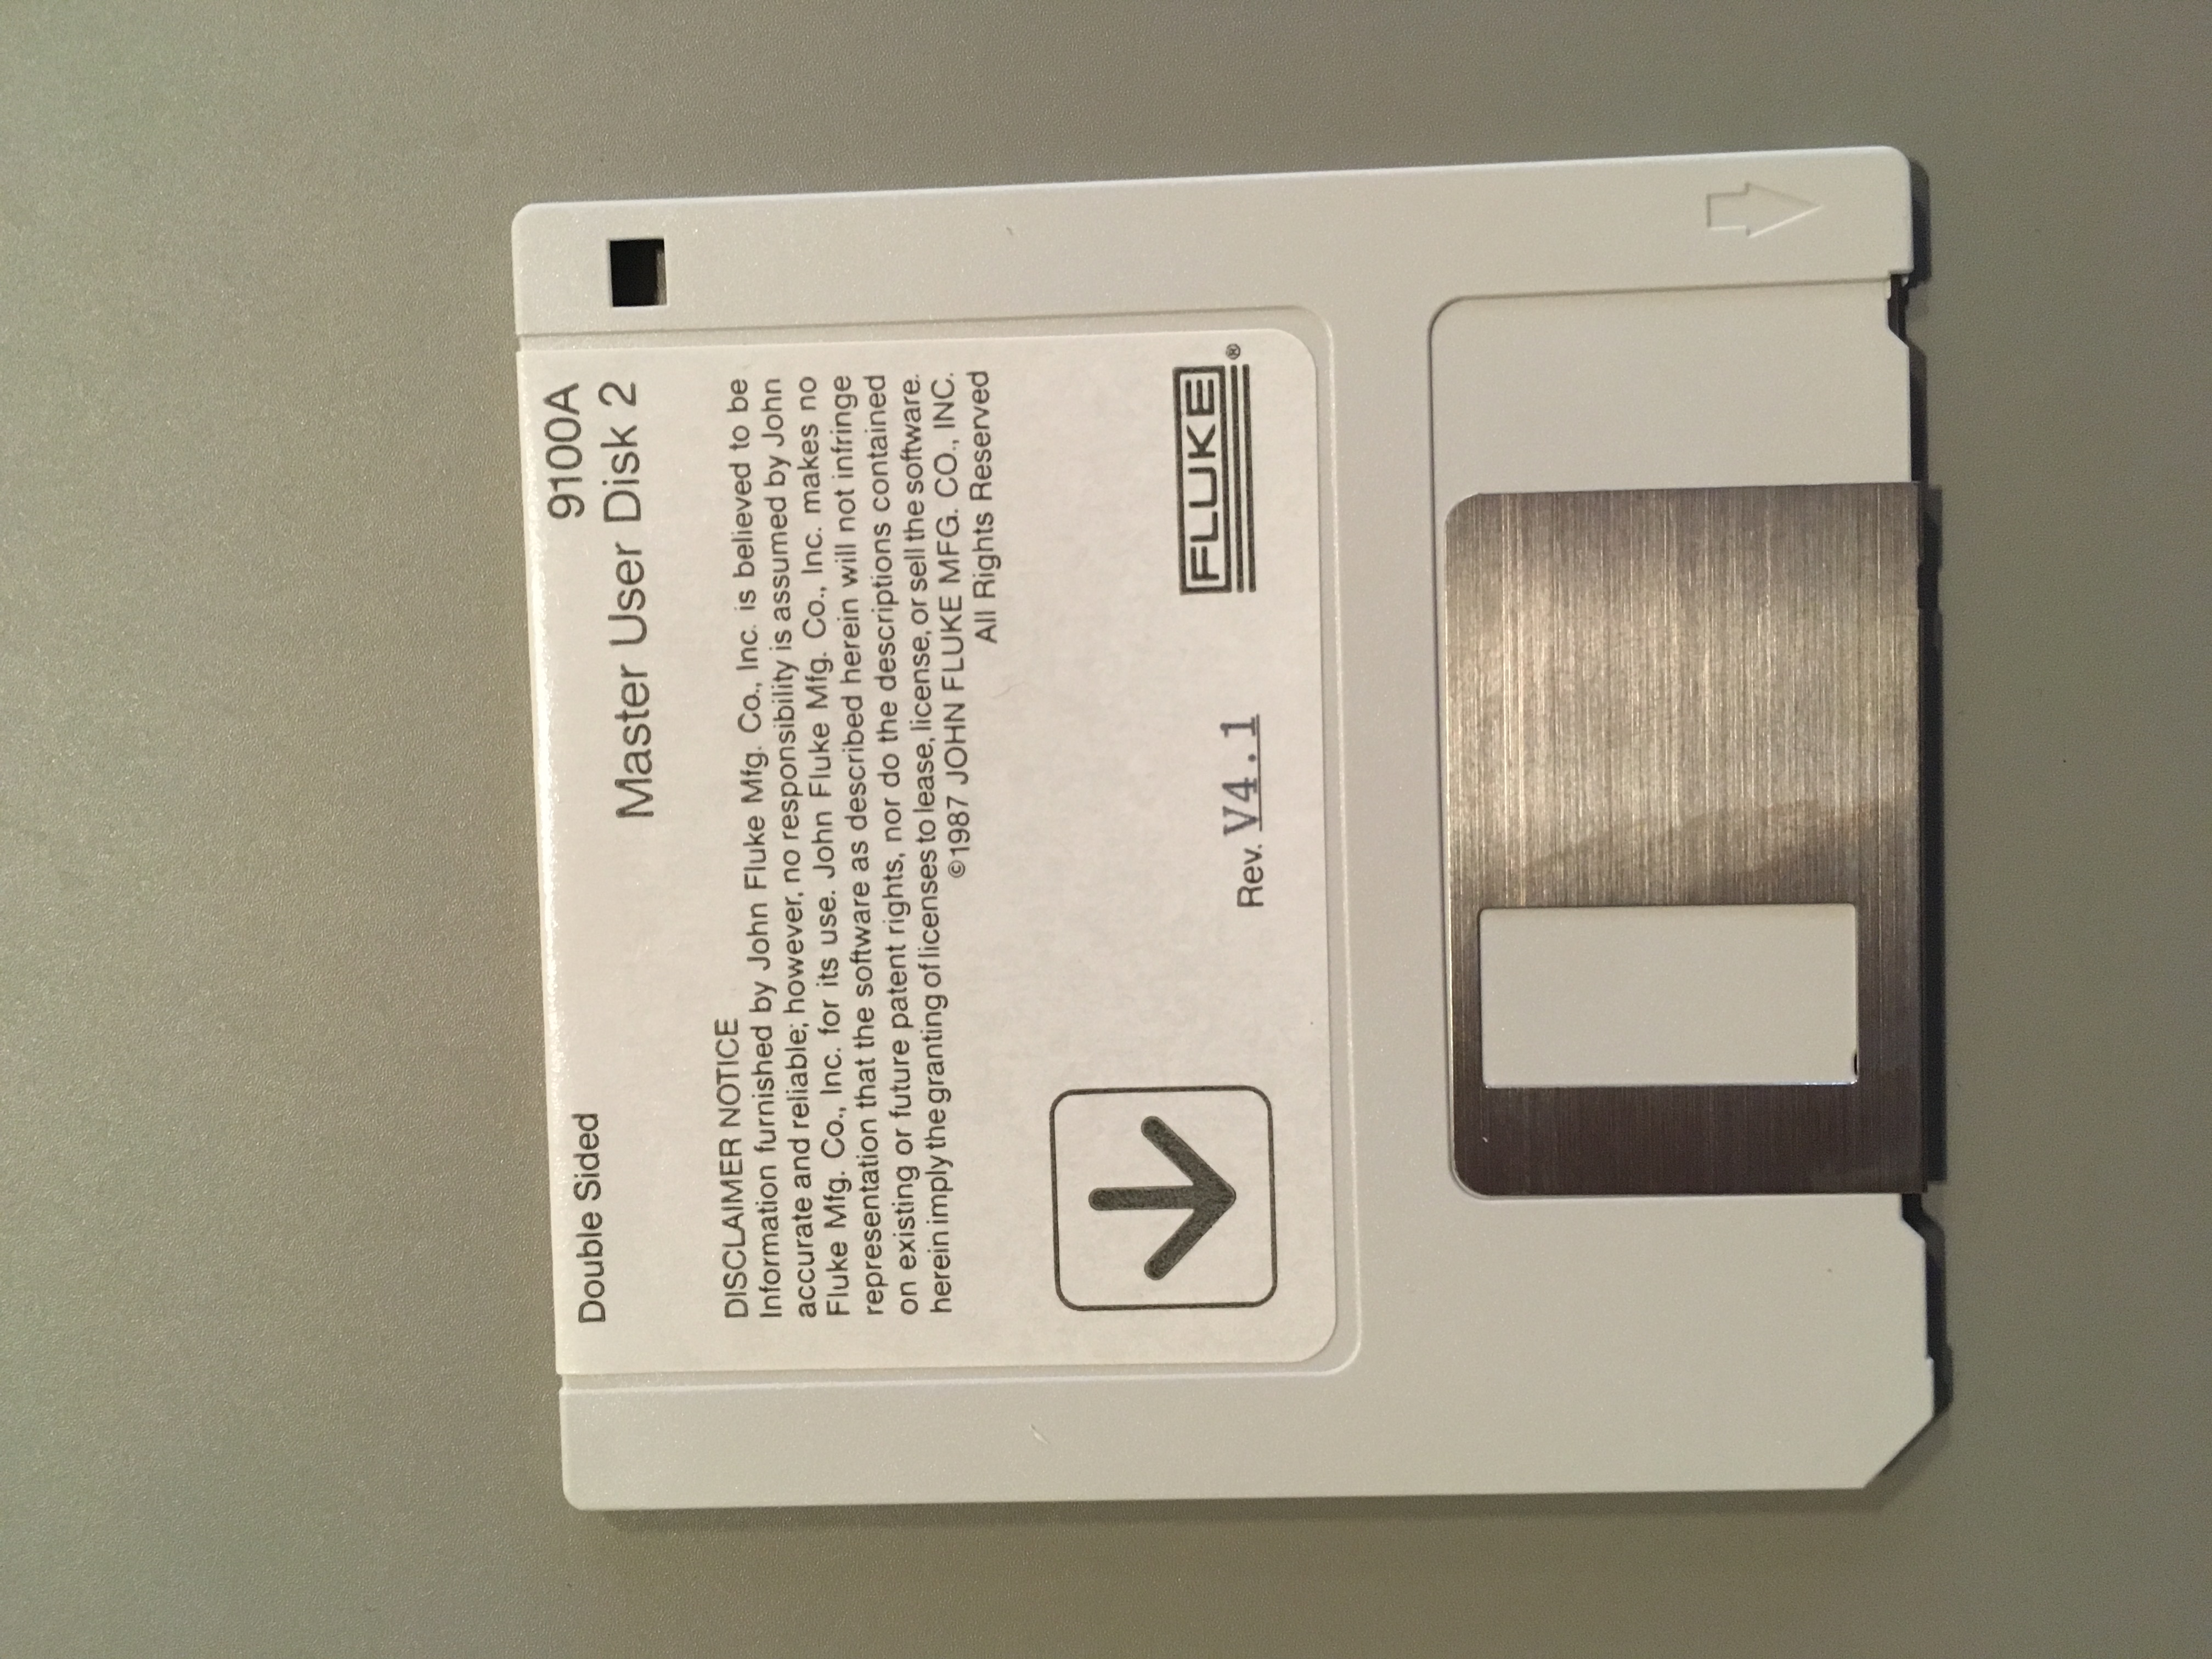 Double Sided
9100A
Master User Disk 2
DISCLAIMER NOTICE
Information furnished by John Fluke Mfg. Co., Inc. is believed to be
accurate and reliable; however, no responsibility is assumed by John
Fluke Mfg. Co., Inc. for its use. John Fluke Mfg. Co., Inc. makes no
representation that the software as described herein will not infringe
on existing or future patent rights, nor do the descriptions contained
herein imply the granting of licenses to lease, license, or sell the software.
©1987 JOHN FLUKE MFG. CO., INC.
All Rights Reserved
Rev. V4.1
FLUKE®